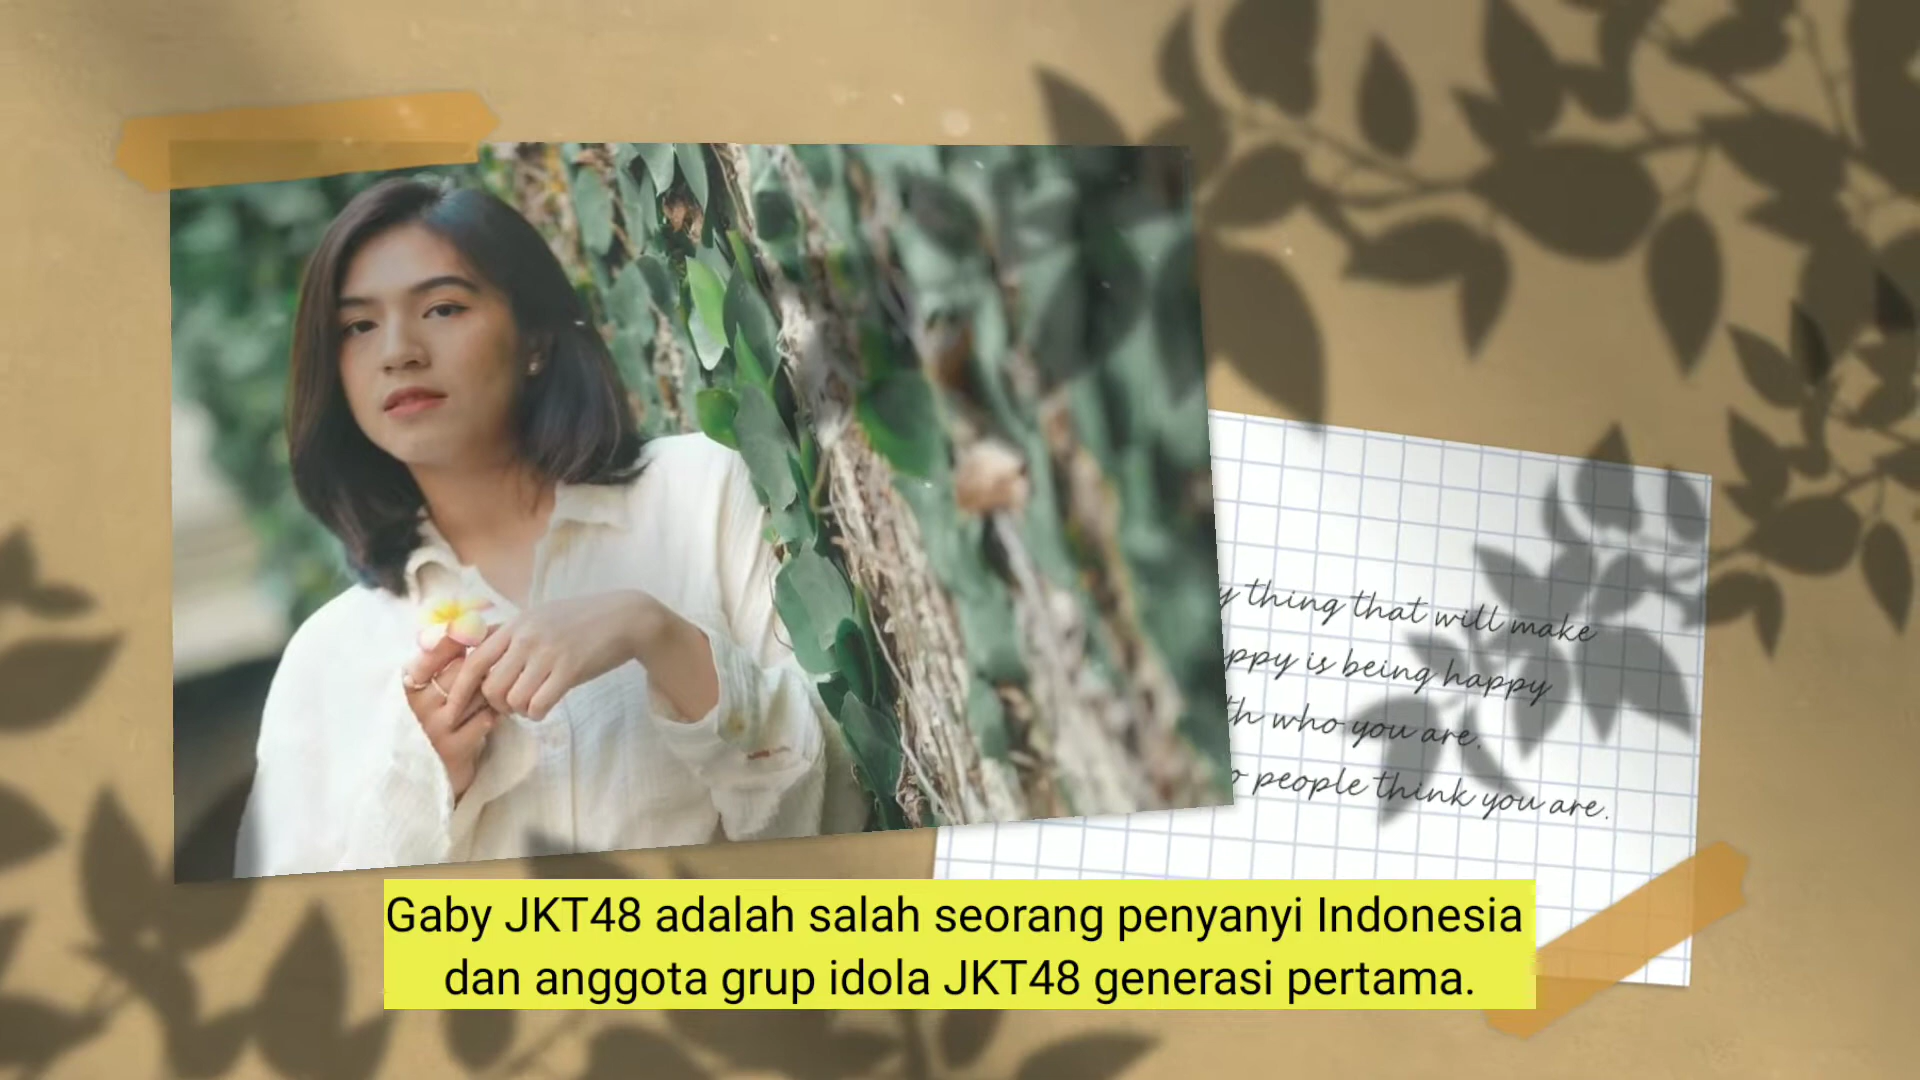 thing that will make
is being happy
who you are.
people think you are.
Gaby JKT48 adalah salah seorang penyanyi Indonesia
dan anggota grup idola JKT48 generasi pertama.